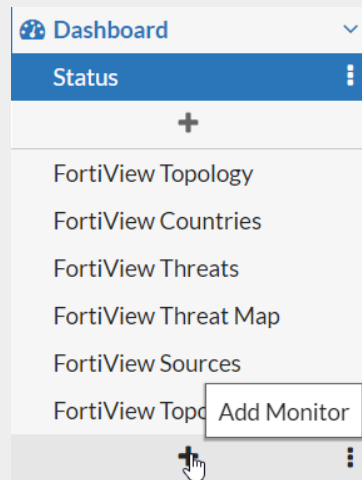 Dashboard
Status
FortiView Topology
FortiView Countries
FortiView Threats
FortiView Threat Map
FortiView Sources
FortiView Topo
Add Monitor